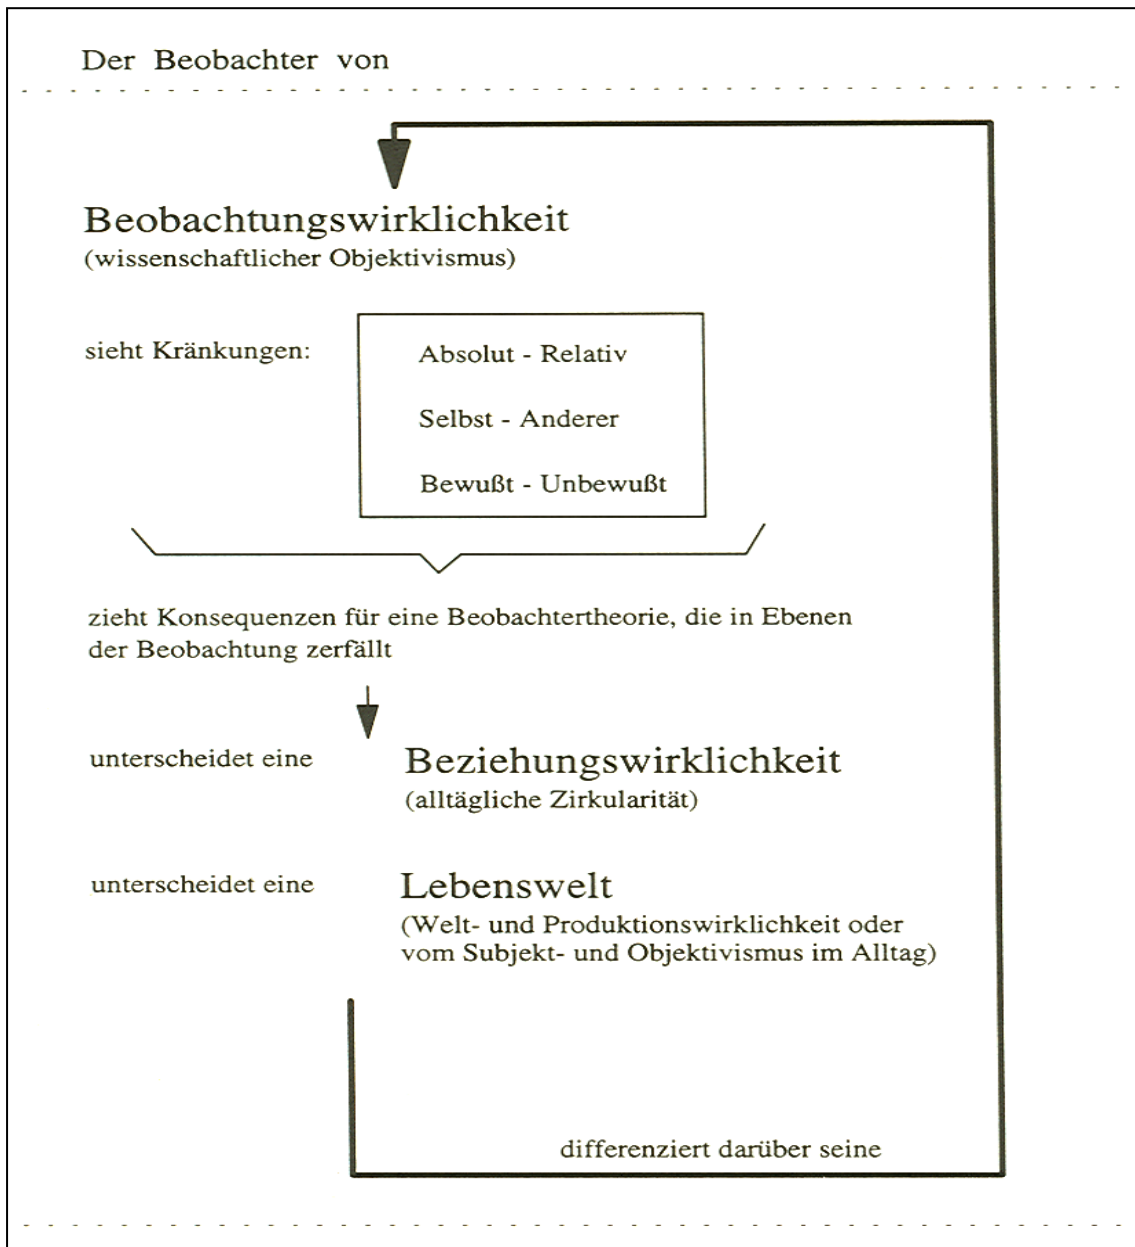 Der Beobachter von
Beobachtungswirklichkeit
(wissenschaftlicher Objektivismus)
sieht Kränkungen:
Absolut - Relativ
Selbst - Anderer
Bewußt - Unbewußt
zieht Konsequenzen für eine Beobachtertheorie, die in Ebenen
der Beobachtung zerfällt
unterscheidet eine
Beziehungswirklichkeit
(alltägliche Zirkularität)
unterscheidet eine
Lebenswelt
(Welt- und Produktionswirklichkeit oder
vom Subjekt- und Objektivismus im Alltag)
differenziert darüber seine